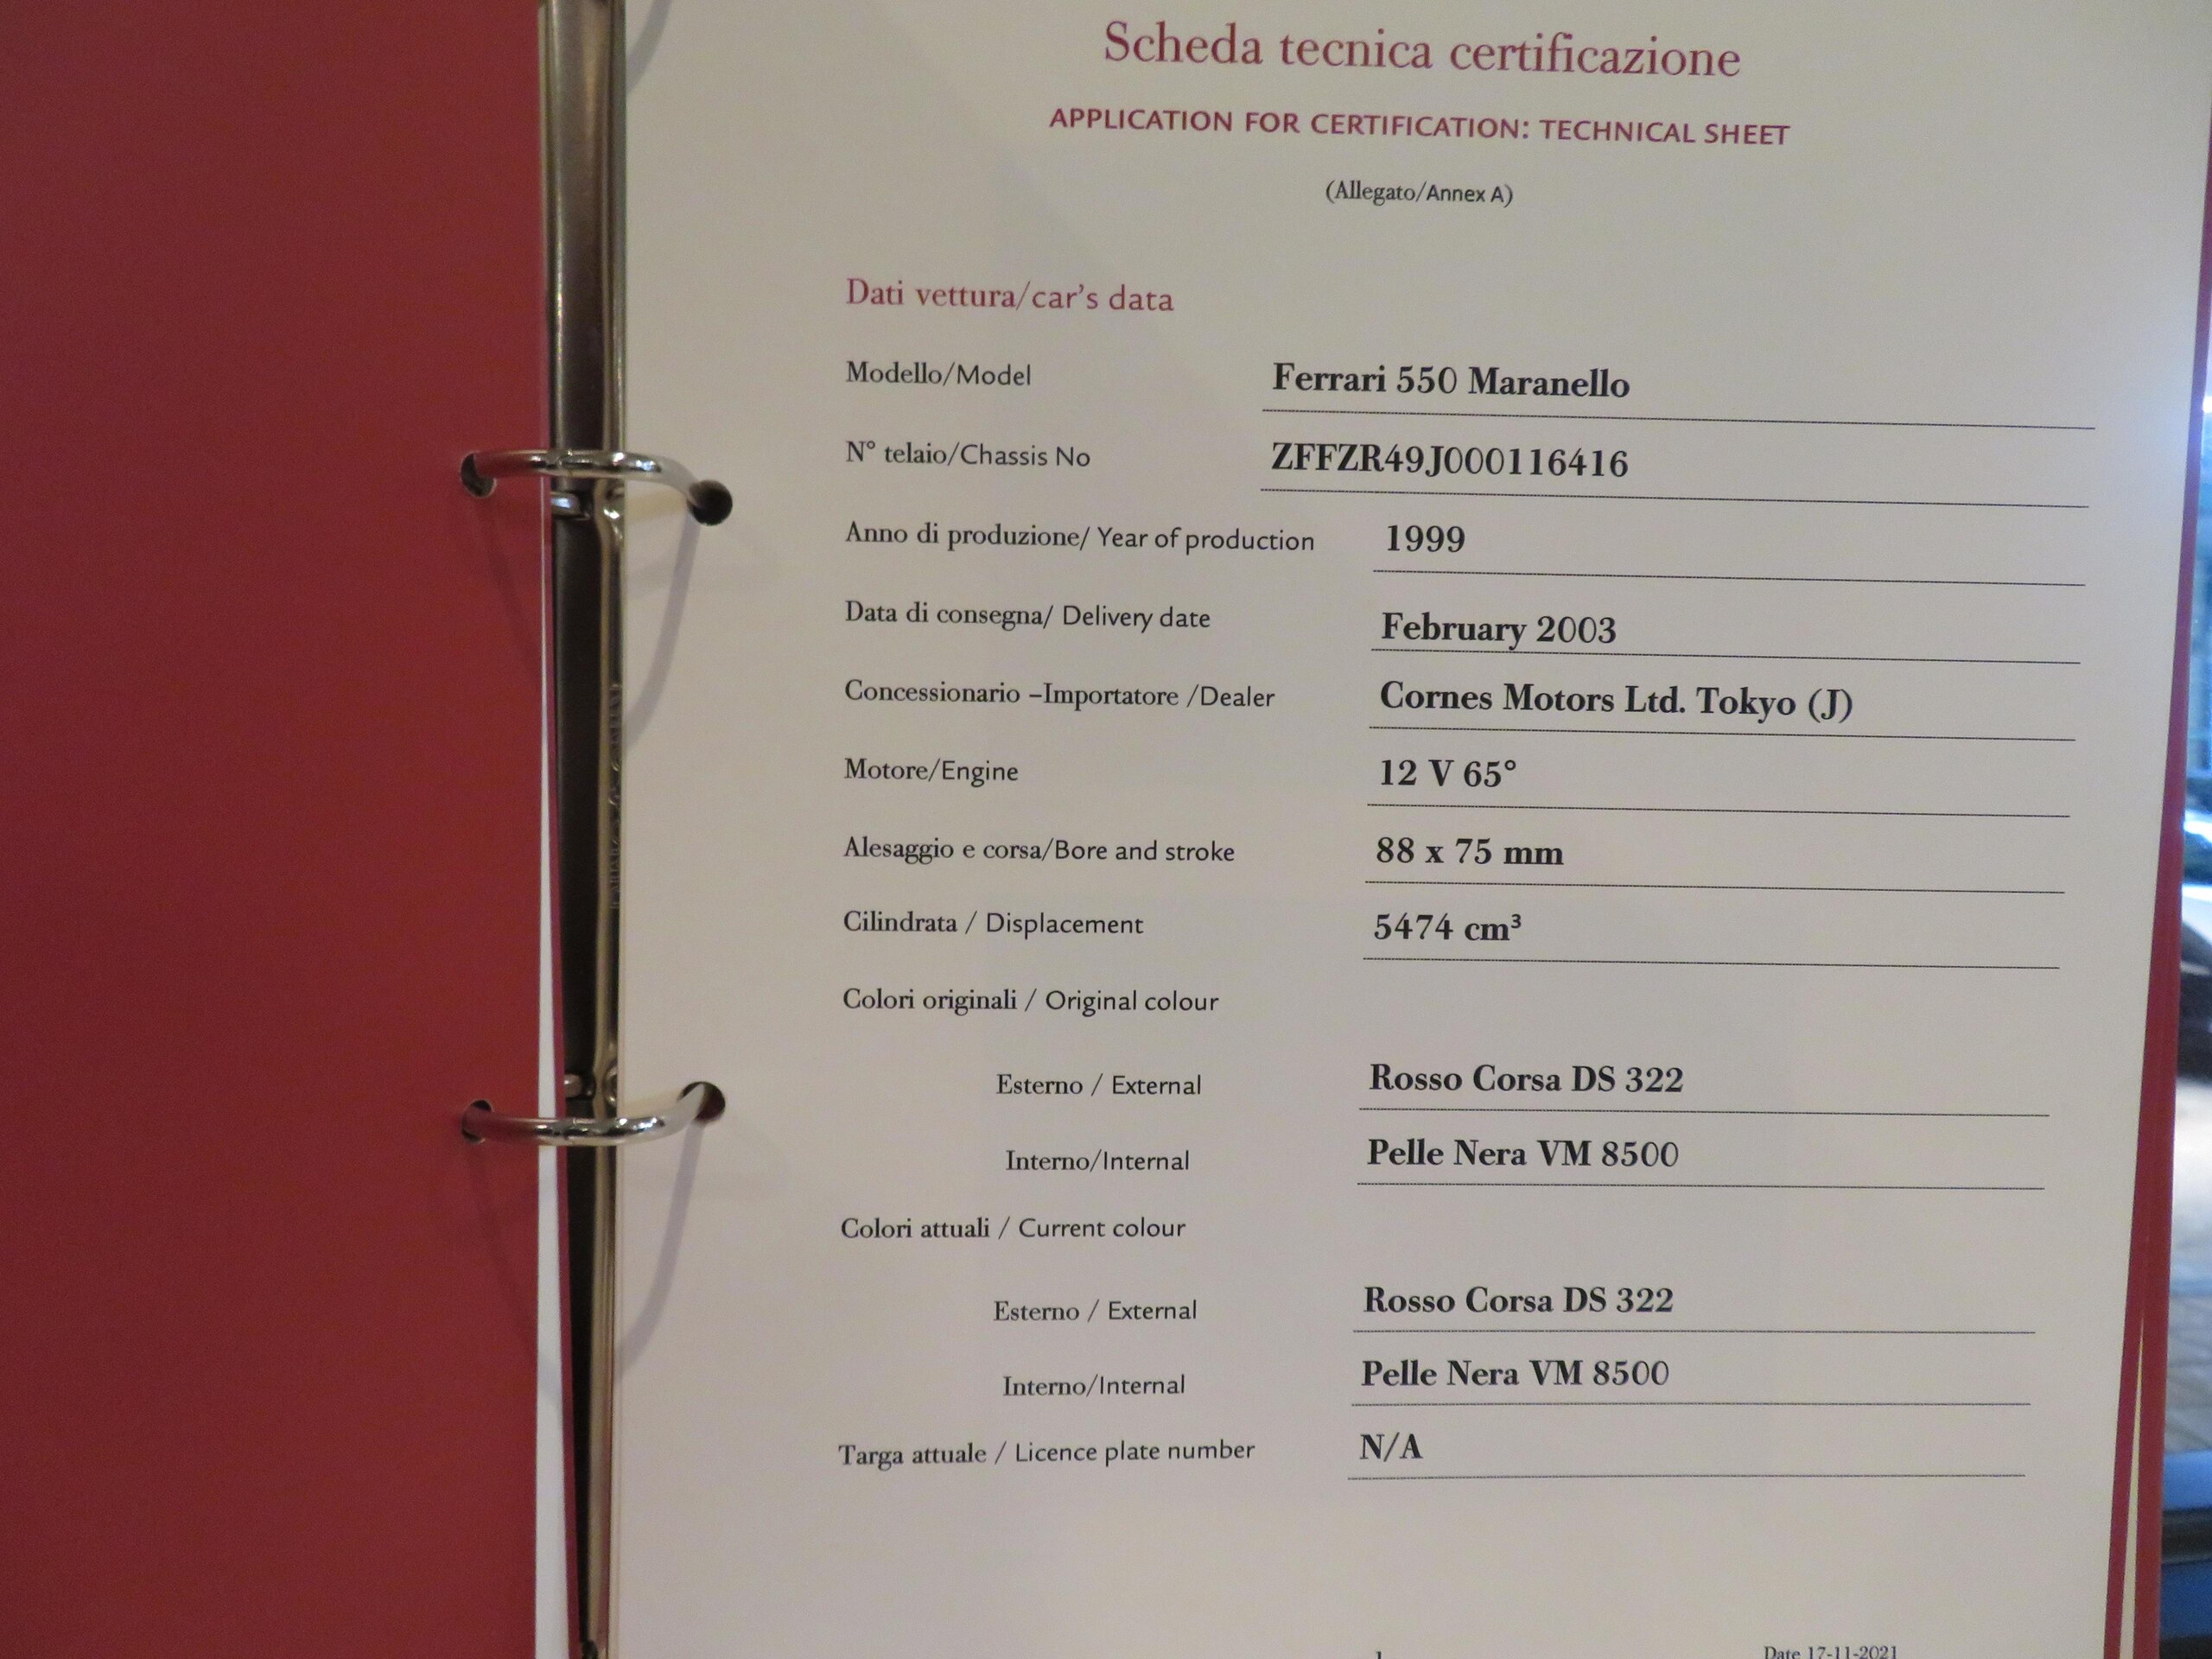 Scheda tecnica certificazione
APPLICATION FOR CERTIFICATION: TECHNICAL SHEET
(Allegato/Annex A)
Dati vettura/car's data
Modello/Model Ferrari 550 Maranello
N° telaio/Chassis No ZFFZR49J000116416
Anno di produzione/ Year of production 1999
Data di consegna/ Delivery date February 2003
Concessionario –Importatore /Dealer Cornes Motors Ltd. Tokyo (J)
Motore/Engine 12 V 65°
Alesaggio e corsa/Bore and stroke 88 x 75 mm
Cilindrata / Displacement 5474 cm³
Colori originali / Original colour
Esterno / External Rosso Corsa DS 322
Interno/Internal Pelle Nera VM 8500
Colori attuali / Current colour
Esterno / External Rosso Corsa DS 322
Interno/Internal Pelle Nera VM 8500
Targa attuale / Licence plate number N/A
Date 17-11-2021